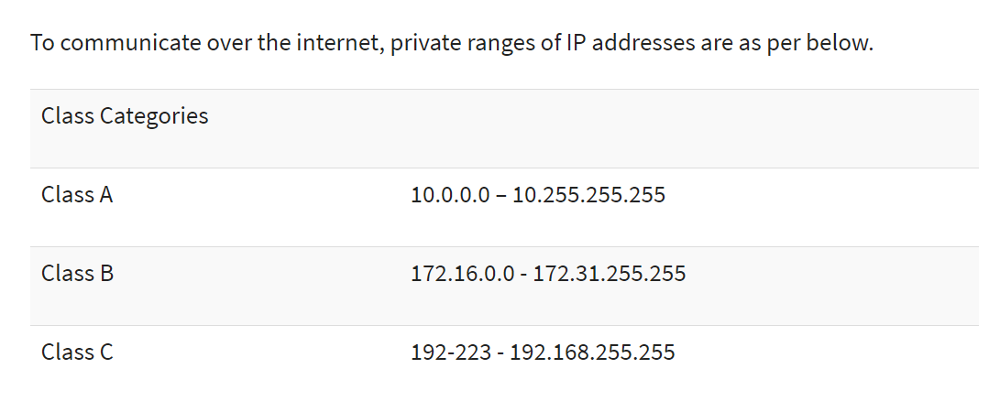 To communicate over the internet, private ranges of IP addresses are as per below.
Class Categories
Class A 10.0.0.0 – 10.255.255.255
Class B 172.16.0.0 - 172.31.255.255
Class C 192-223 - 192.168.255.255